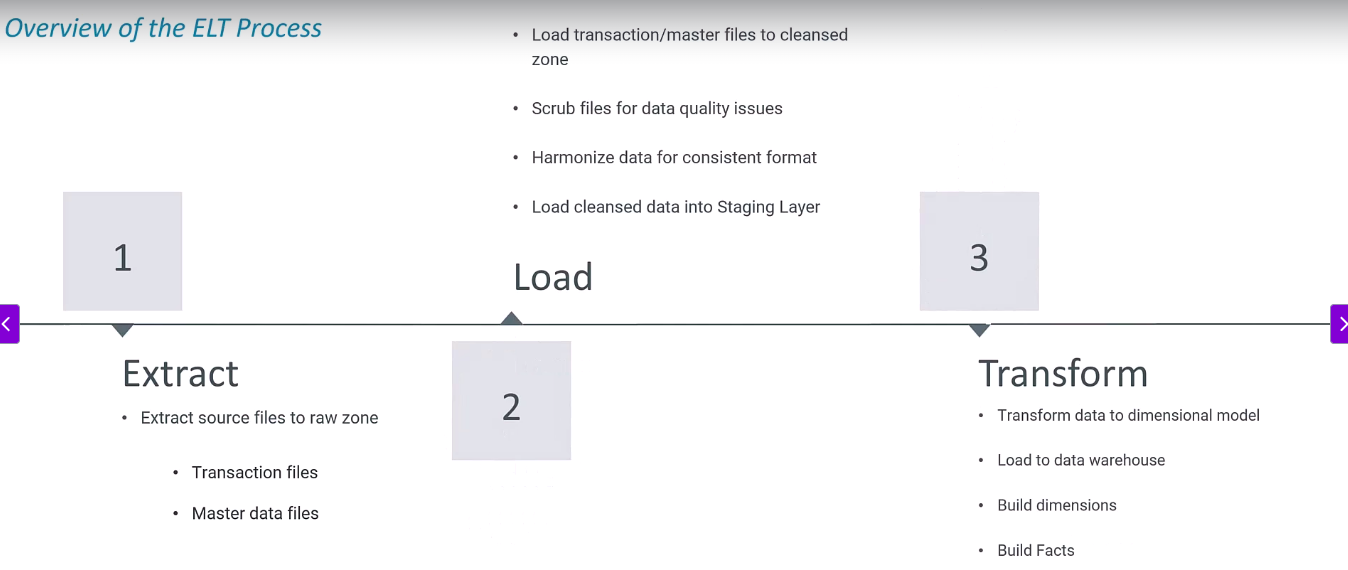 Overview of the ELT Process
• Load transaction/master files to cleansed
zone
• Scrub files for data quality issues
• Harmonize data for consistent format
• Load cleansed data into Staging Layer
1
Extract
• Extract source files to raw zone
• Transaction files
• Master data files
Load
2
3
Transform
• Transform data to dimensional model
• Load to data warehouse
• Build dimensions
• Build Facts